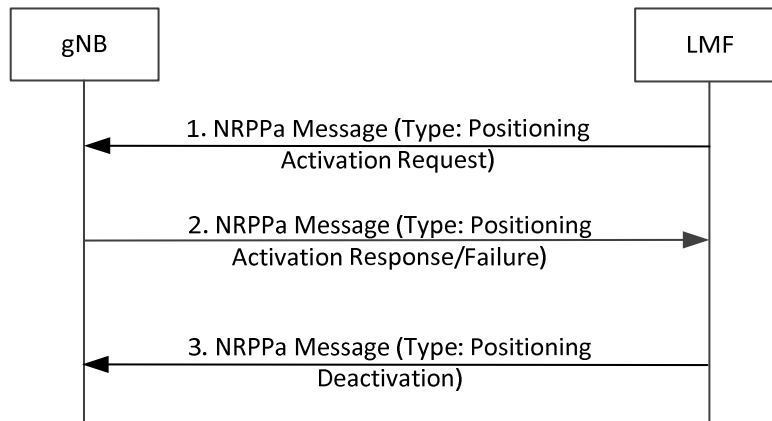 gNB
LMF
1. NRPPa Message (Type: Positioning
Activation Request)
2. NRPPa Message (Type: Positioning
Activation Response/Failure)
3. NRPPa Message (Type: Positioning
Deactivation)